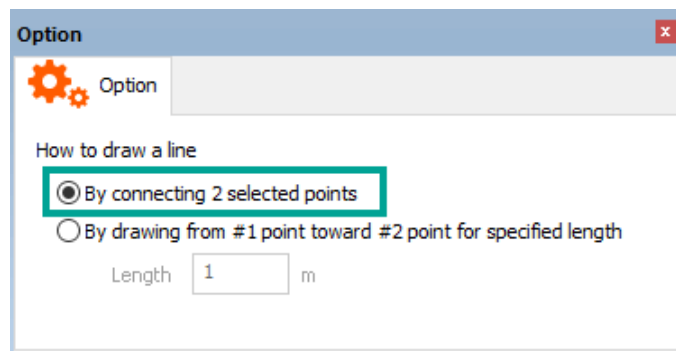 Option
Option
How to draw a line
By connecting 2 selected points
By drawing from #1 point toward #2 point for specified length
Length 1 m